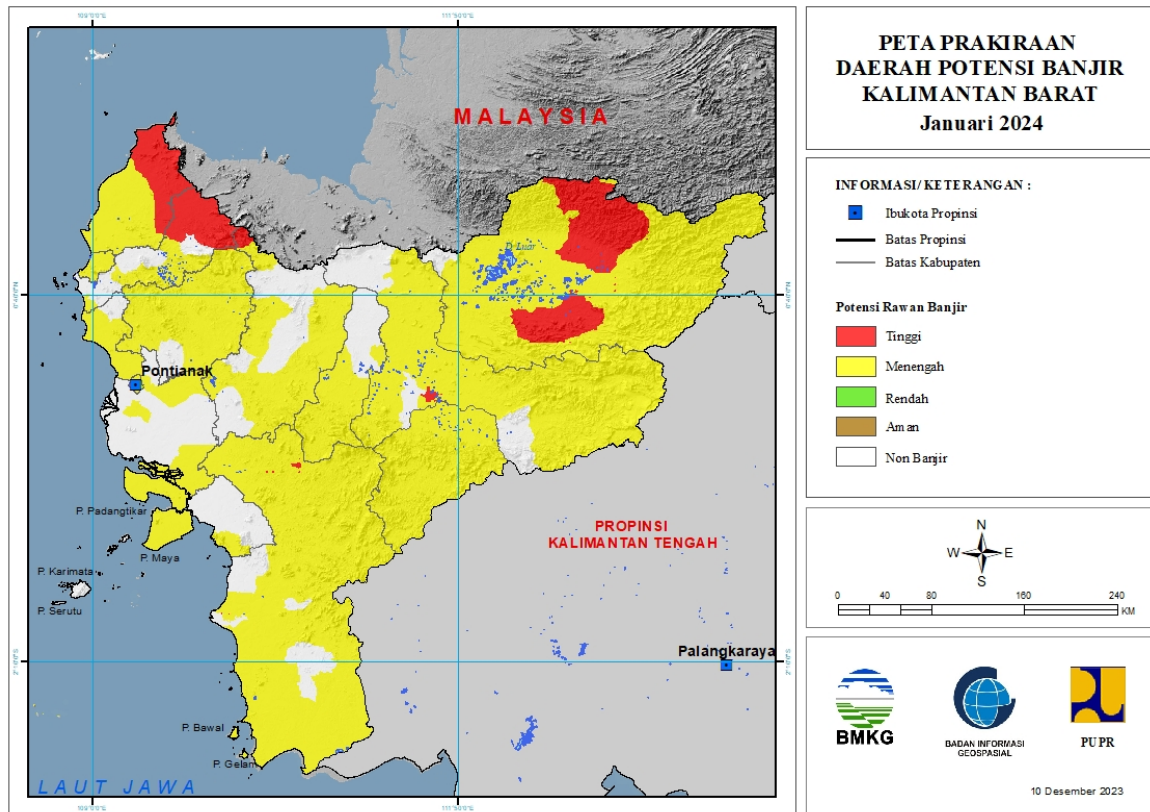 PETA PRAKIRAAN
DAERAH POTENSI BANJIR
KALIMANTAN BARAT
Januari 2024
INFORMASI/ KETERANGAN :
Ibukota Propinsi
Batas Propinsi
Batas Kabupaten
Potensi Rawan Banjir
Tinggi
Menengah
Rendah
Aman
Non Banjir
N
W E
S
0 40 80 160 240
KM
BMKG
BADAN INFORMASI
GEOSPASIAL
PUPR
10 Desember 2023
MALAYSIA
D. Luar
Pontianak
P. Padangtikar
P. Maya
P. Karimata
P. Serutu
PROPINSI
KALIMANTAN TENGAH
Palangkaraya
P. Bawal
P. Gelam
LAUT JAWA